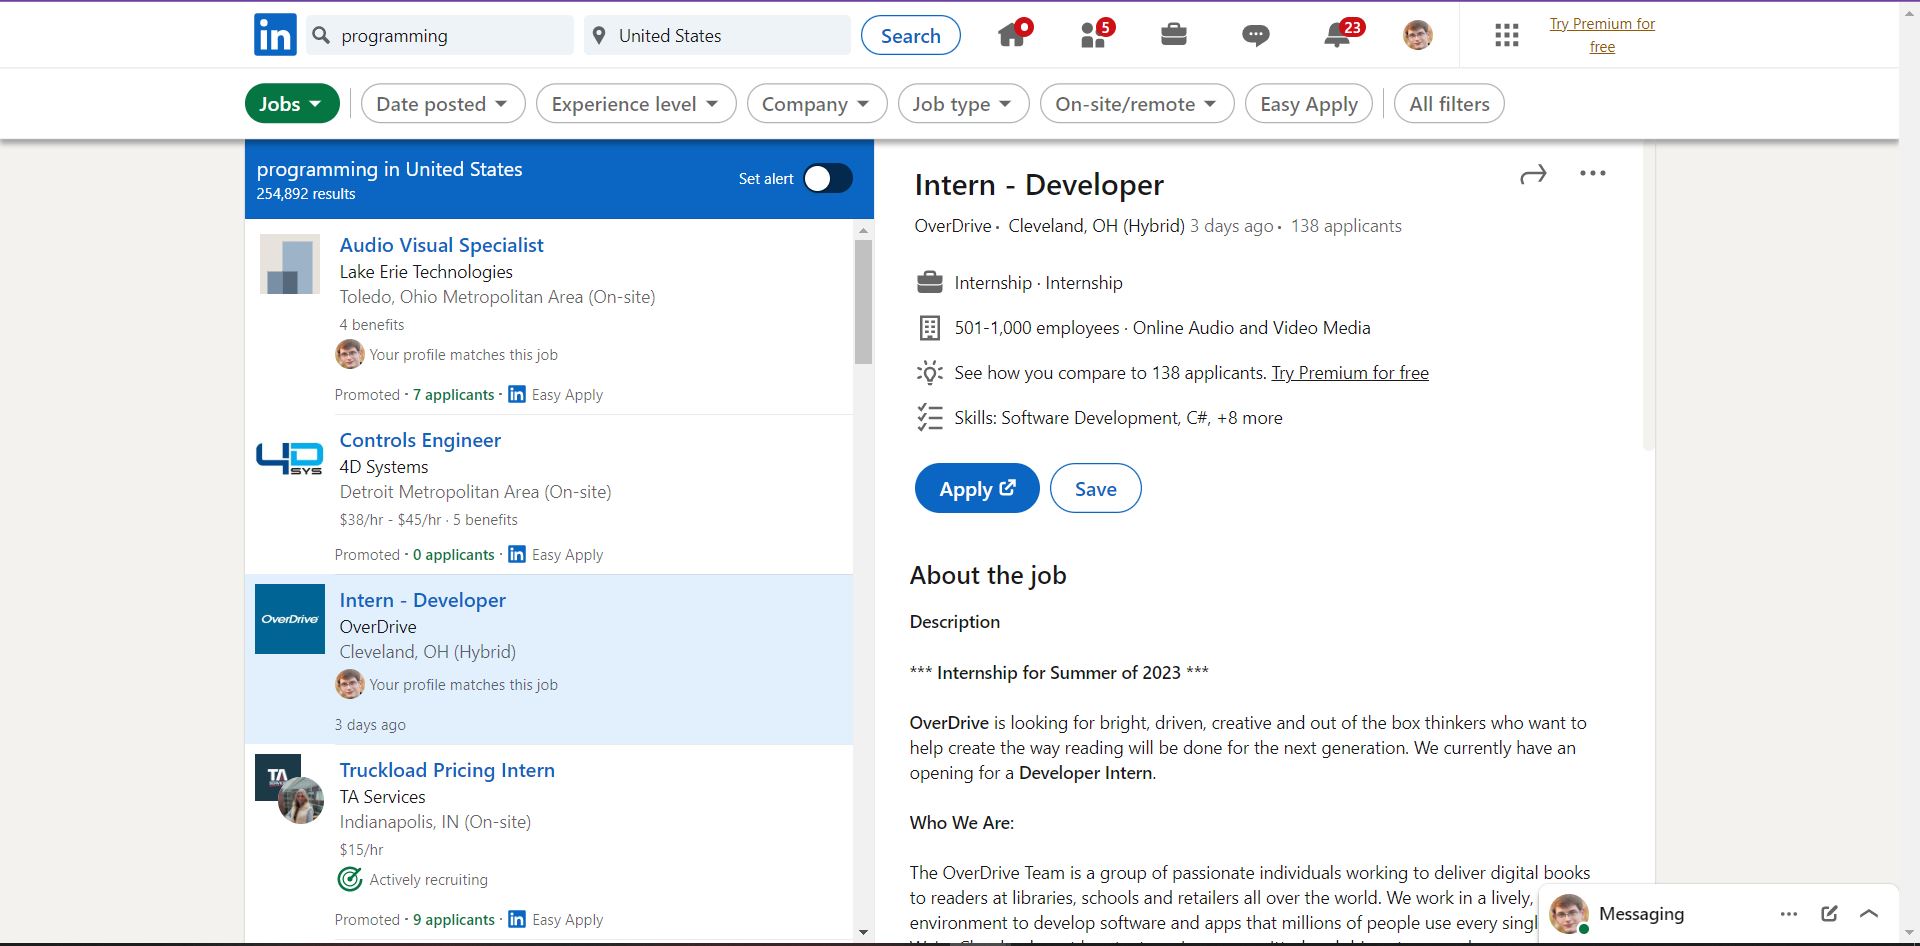 in programming United States Search 5 23 Try Premium for
free
Jobs Date posted Experience level Company Job type On-site/remote Easy Apply All filters
programming in United States
254,892 results
Set alert
Audio Visual Specialist
Lake Erie Technologies
Toledo, Ohio Metropolitan Area (On-site)
4 benefits
Your profile matches this job
Promoted · 7 applicants · in Easy Apply
4D SYS
Controls Engineer
4D Systems
Detroit Metropolitan Area (On-site)
$38/hr - $45/hr · 5 benefits
Promoted · 0 applicants · in Easy Apply
OverDrive
Intern - Developer
OverDrive
Cleveland, OH (Hybrid)
Your profile matches this job
3 days ago
TA
Truckload Pricing Intern
TA Services
Indianapolis, IN (On-site)
$15/hr
Actively recruiting
Promoted · 9 applicants · in Easy Apply
Intern - Developer
OverDrive · Cleveland, OH (Hybrid) 3 days ago · 138 applicants
Internship · Internship
501-1,000 employees · Online Audio and Video Media
See how you compare to 138 applicants. Try Premium for free
Skills: Software Development, C#, +8 more
Apply Save
About the job
Description
*** Internship for Summer of 2023 ***
OverDrive is looking for bright, driven, creative and out of the box thinkers who want to
help create the way reading will be done for the next generation. We currently have an
opening for a Developer Intern.
Who We Are:
The OverDrive Team is a group of passionate individuals working to deliver digital books
to readers at libraries, schools and retailers all over the world. We work in a lively,
environment to develop software and apps that millions of people use every singl
Messaging